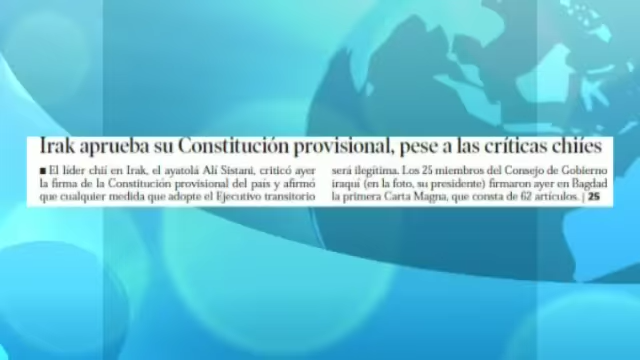 Irak aprueba su Constitución provisional, pese a las críticas chiíes
■ El líder chií en Irak, el ayatolá Alí Sistani, criticó ayer
la firma de la Constitución provisional del país y afirmó
que cualquier medida que adopte el Ejecutivo transitorio
será ilegítima. Los 25 miembros del Consejo de Gobierno
iraquí (en la foto, su presidente) firmaron ayer en Bagdad
la primera Carta Magna, que consta de 62 artículos. | 25